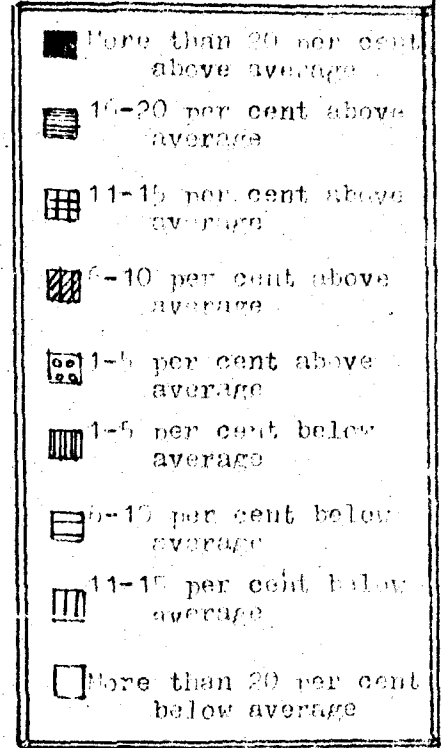 More than 20 per cent
above average
16-20 per cent above
average
11-15 per cent above
average
6-10 per cent above
average
1-5 per cent above
average
1-5 per cent below
average
6-10 per cent below
average
11-15 per cent below
average
More than 20 per cent
below average